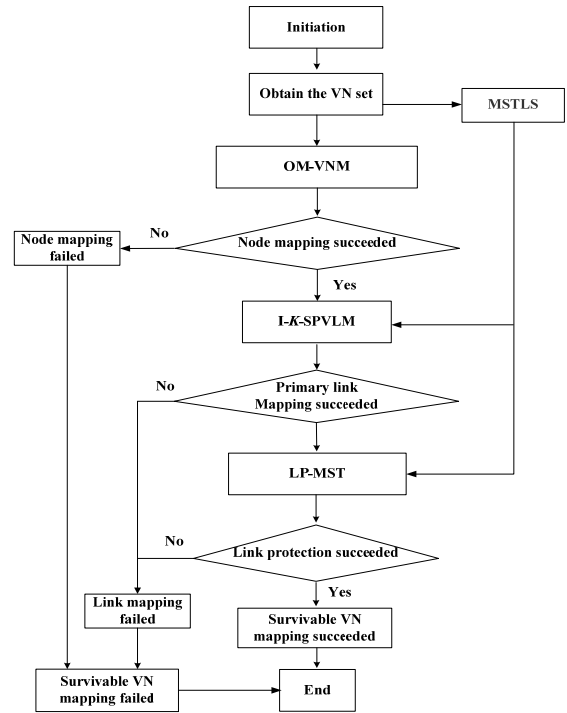 Initiation
Obtain the VN set
MSTLS
OM-VNM
No
Node mapping succeeded
Node mapping
failed
Yes
I-K-SPVLM
No
Primary link
Mapping succeeded
LP-MST
No
Link protection succeeded
Yes
Link mapping
failed
Survivable VN
mapping succeeded
Survivable VN
mapping failed
End